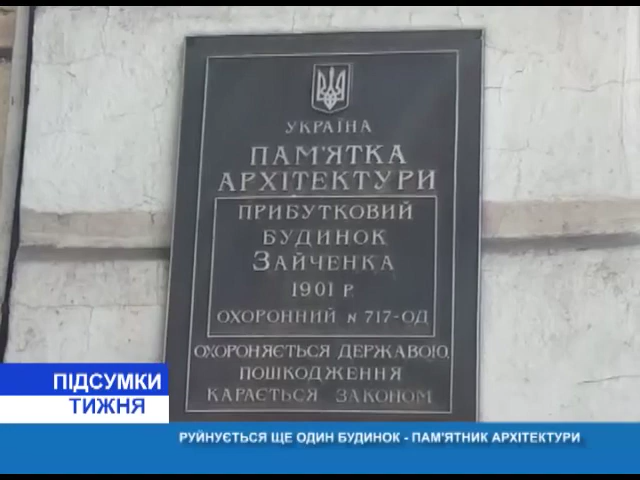 УКРАЇНА
ПАМ'ЯТКА
АРХІТЕКТУРИ
ПРИБУТКОВИЙ
БУДИНОК
ЗАЙЧЕНКА
1901 Р.
ОХОРОННИЙ N 717-ОД
ОХОРОНЯЄТЬСЯ ДЕРЖАВОЮ,
ПОШКОДЖЕННЯ
КАРАЄТЬСЯ ЗАКОНОМ
ПІДСУМКИ
ТИЖНЯ
РУЙНУЄТЬСЯ ЩЕ ОДИН БУДИНОК - ПАМ'ЯТНИК АРХІТЕКТУРИ